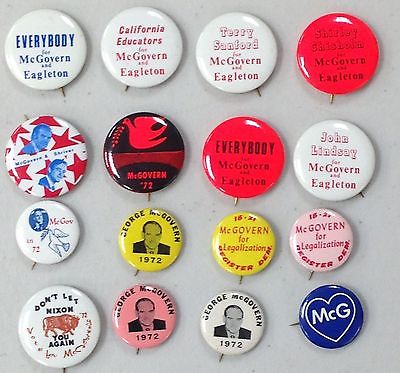 EVERYBODY
for
McGovern
and
Eagleton
California
Educators
for
McGovern
and
Eagleton
Terry
Sanford
for
McGovern
and
Eagleton
Shirley
Chisholm
for
McGovern
and
Eagleton
McGovern & Shriver
McGOVERN '72
EVERYBODY
for
McGovern
and
Eagleton
John
Lindsay
for
McGovern
and
Eagleton
McGov
in
'72
GEORGE McGOVERN
1972
18-21
McGOVERN
for
Legalization
REGISTER DEM.
18-21
McGOVERN
for
Legalization
REGISTER DEM.
DON'T LET
NIXON
YOU
AGAIN
Vote for Mc
GEORGE McGOVERN
1972
GEORGE McGOVERN
1972
McG